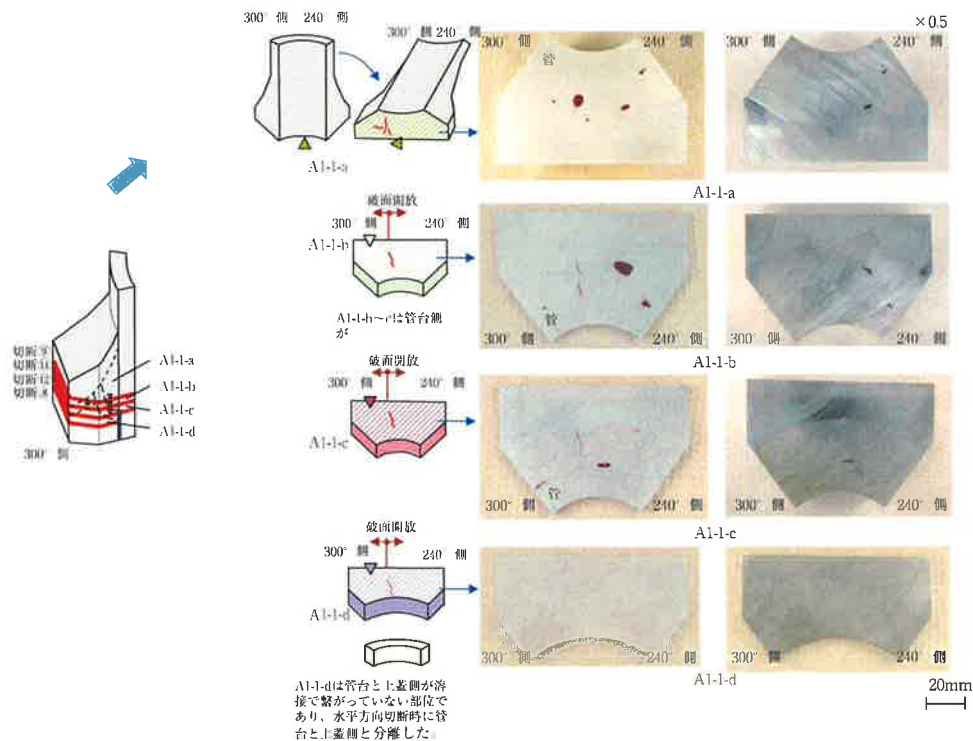 300° 側 240° 側
300° 側 240° 側
A1-1-a
×0.5
300° 側
240° 側
管
300° 側
240° 側
A1-1-a
破面開放
300° 側
240° 側
A1-1-b
A1-1-b~cは管台側
が
管
300° 側
240° 側
300° 側
240° 側
A1-1-b
切断.9
切断.11
切断.12
切断.8
A1-1-a
A1-1-b
A1-1-c
A1-1-d
300° 側
破面開放
300° 側
240° 側
A1-1-c
管
300° 側
240° 側
300° 側
240° 側
A1-1-c
破面開放
300° 側
240° 側
A1-1-d
300° 側
240° 側
300° 側
240° 側
A1-1-d
A1-1-dは管台と上蓋側が溶
接で繋がっていない部位で
あり、水平方向切断時に管
台と上蓋側と分離した。
20mm